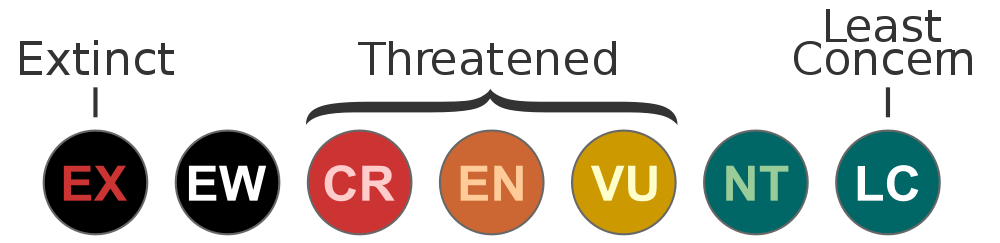 Extinct
Threatened
Least
Concern
EX EW CR EN VU NT LC